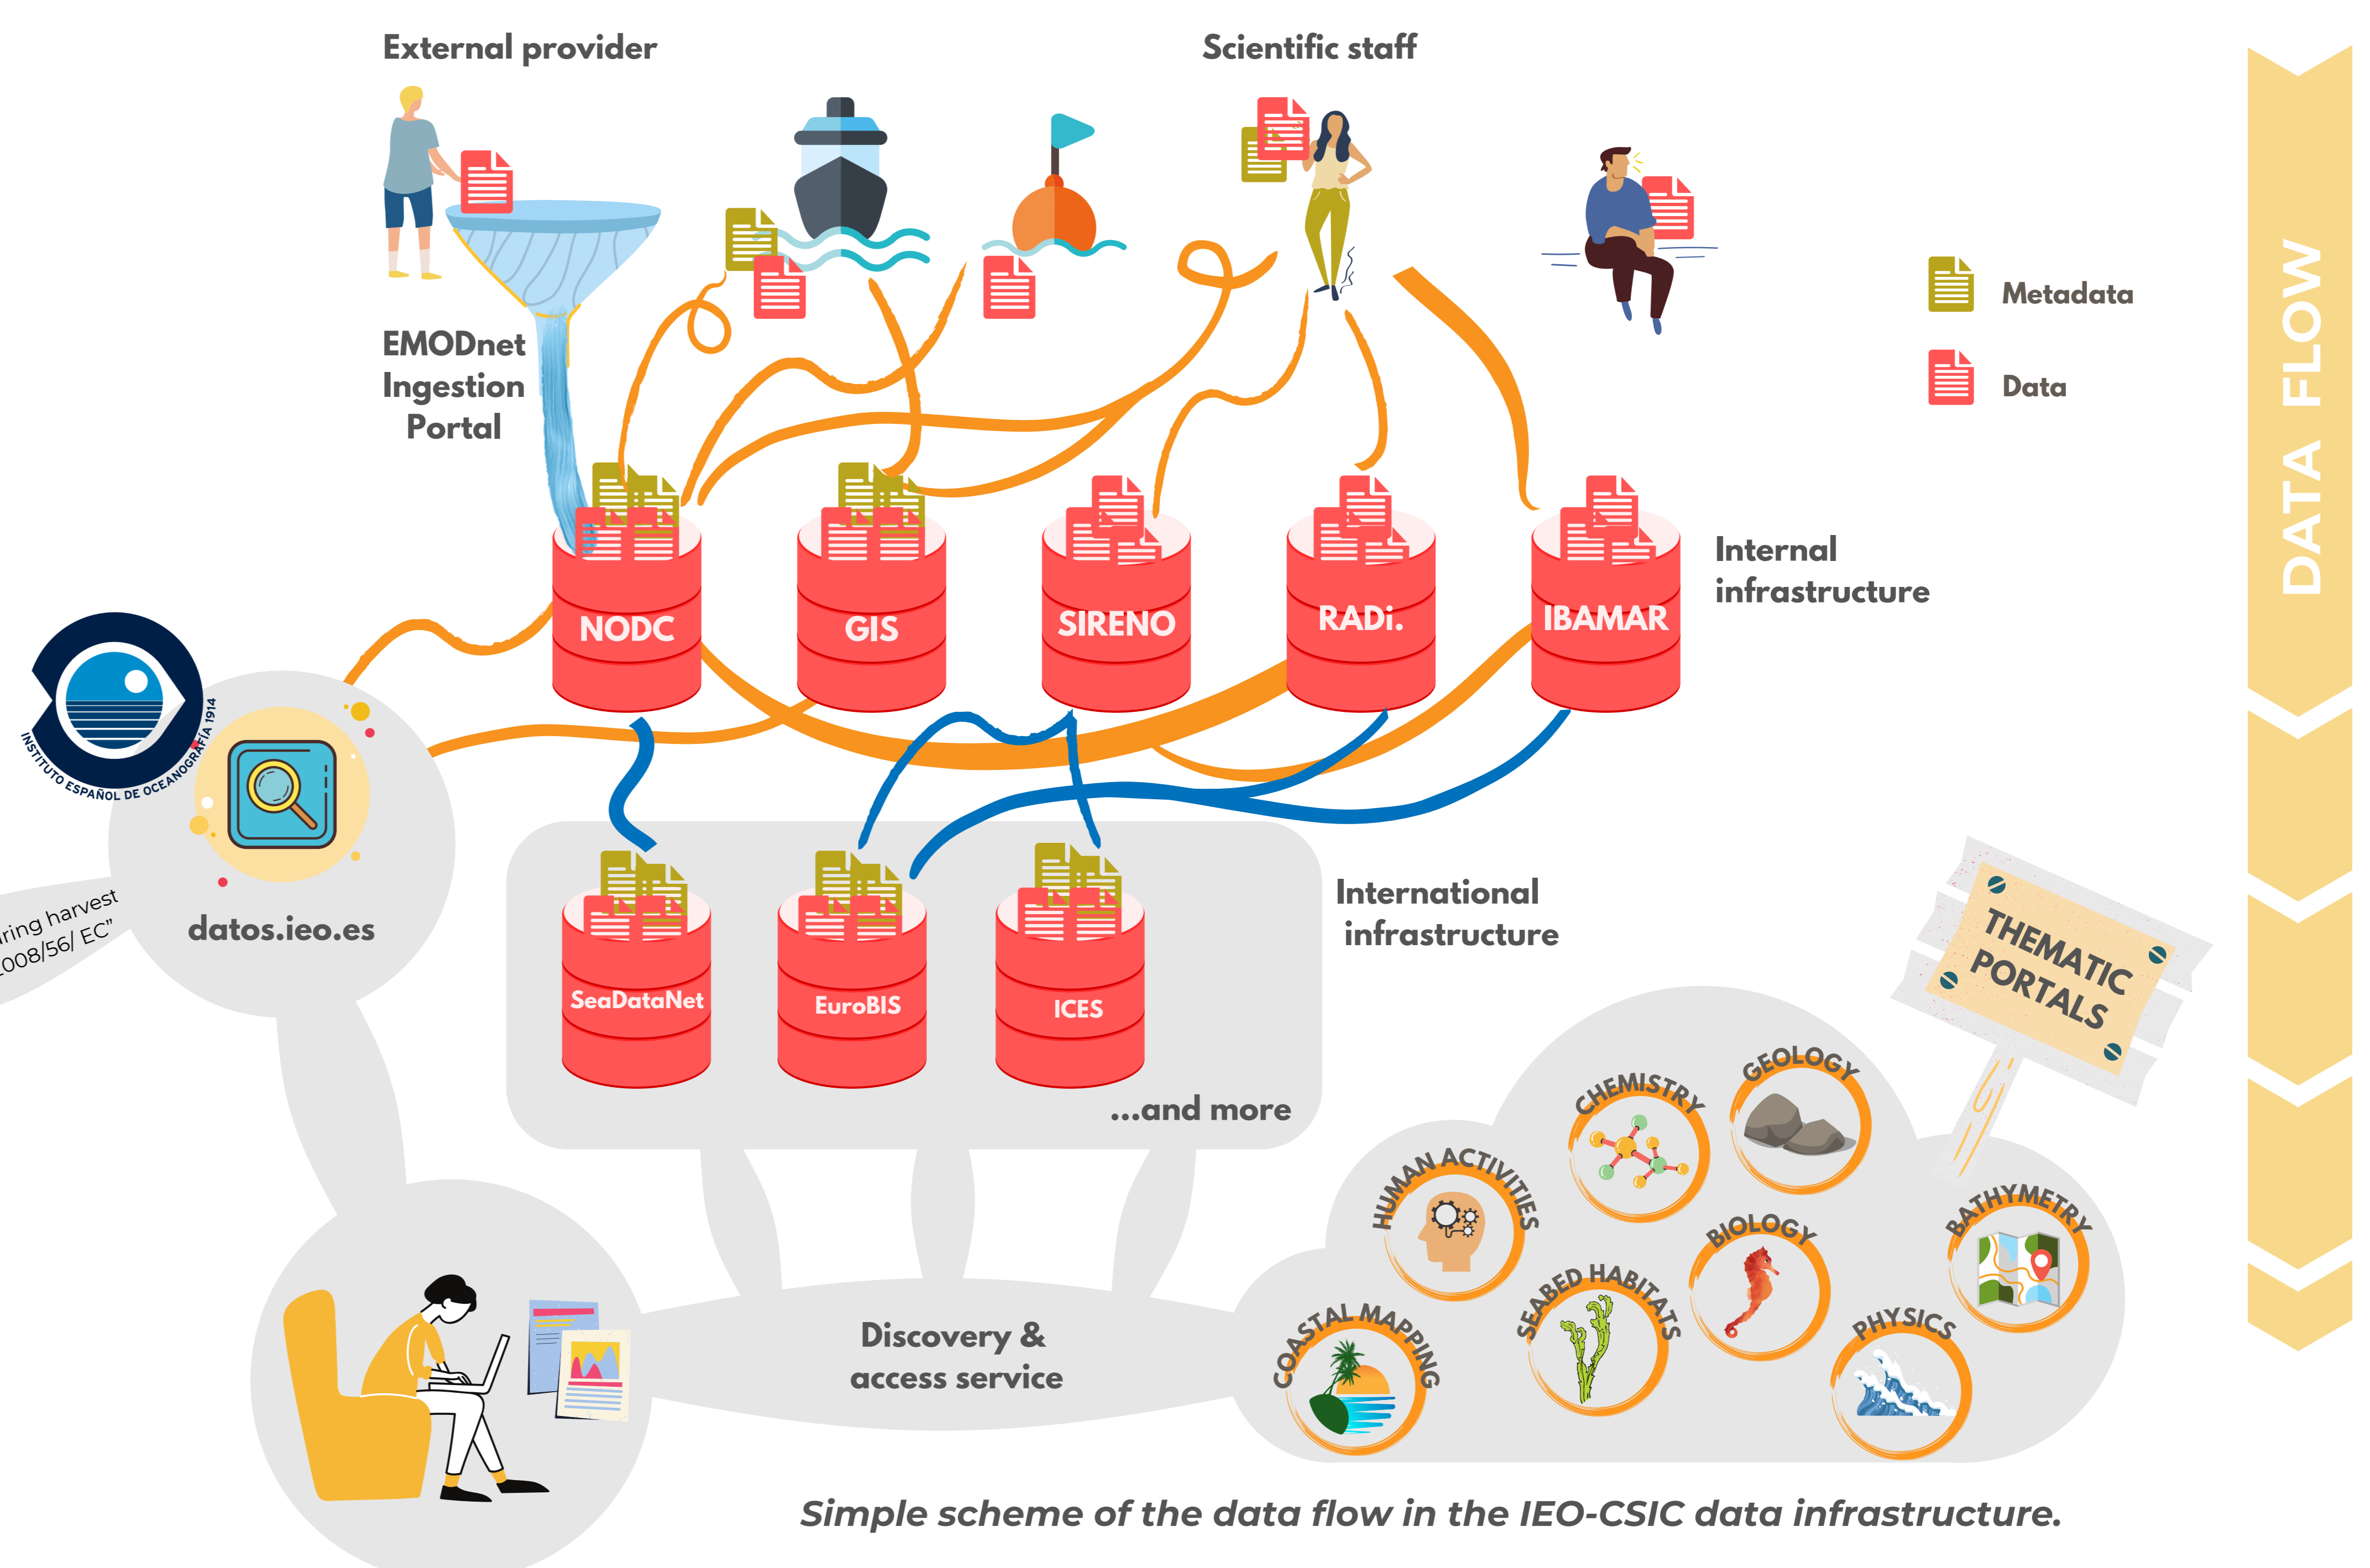 External provider
Scientific staff
EMODnet
Ingestion
Portal
Metadata
Data
DATA FLOW
NODC
GIS
SIRENO
RADi.
IBAMAR
Internal
infrastructure
INSTITUTO ESPAÑOL DE OCEANOGRAFÍA 1914
harvest
008/56/ EC”
datos.ieo.es
SeaDataNet
EuroBIS
ICES
...and more
International
infrastructure
THEMATIC
PORTALS
GEOLOGY
CHEMISTRY
HUMAN ACTIVITIES
BATHYMETRY
BIOLOGY
SEABED HABITATS
COASTAL MAPPING
PHYSICS
Discovery &
access service
Simple scheme of the data flow in the IEO-CSIC data infrastructure.